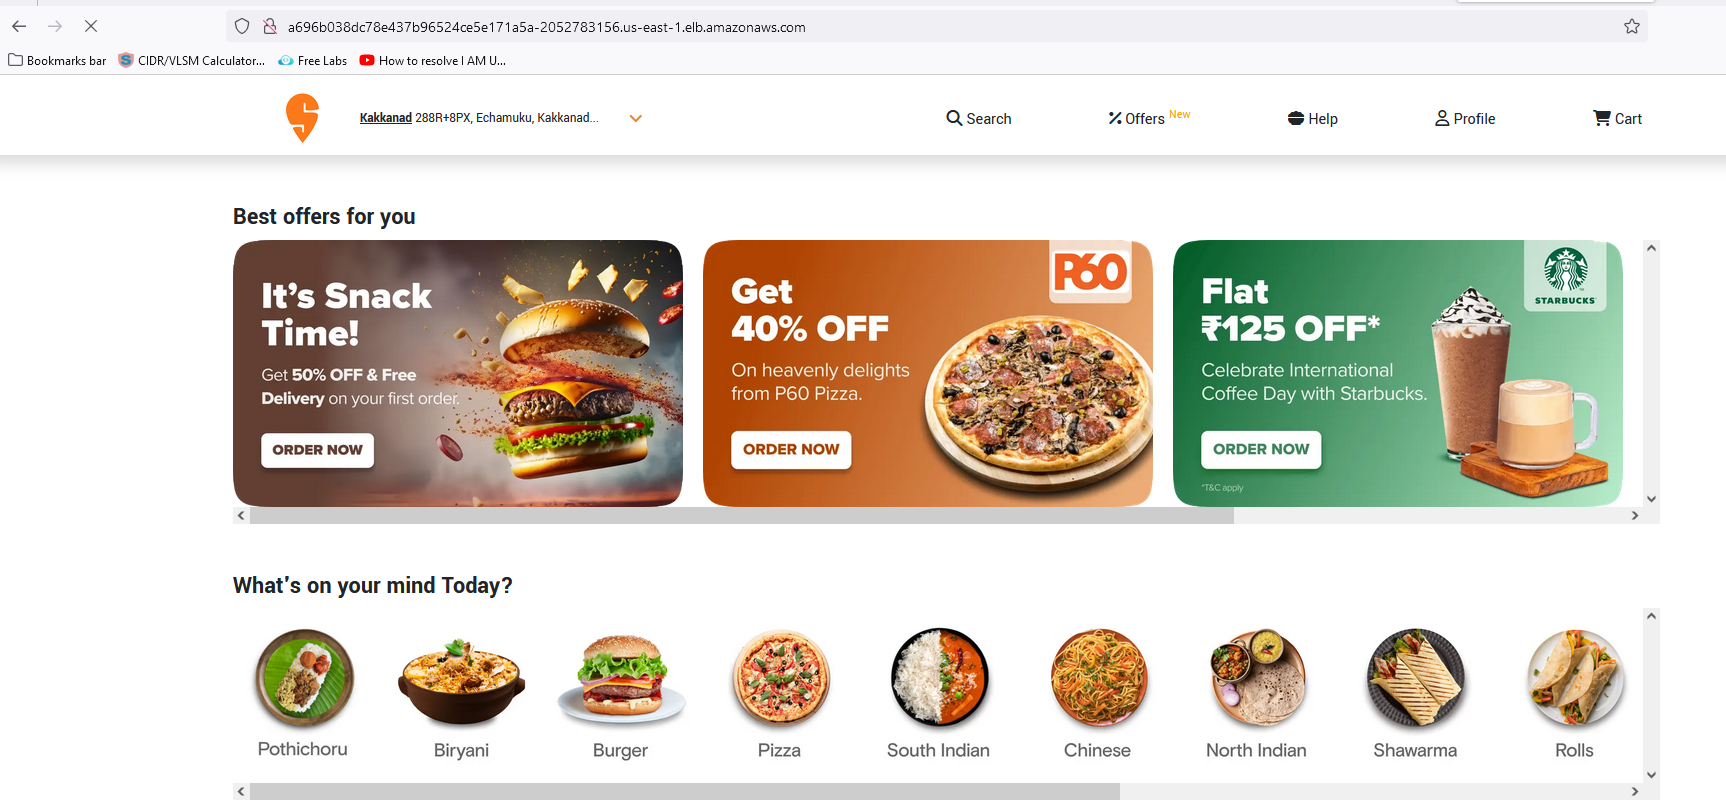 a696b038dc78e437b96524ce5e171a5a-2052783156.us-east-1.elb.amazonaws.com
Bookmarks bar
CIDR/VLSM Calculator...
Free Labs
How to resolve I AM U...
Kakkanad 288R+8PX, Echamuku, Kakkanad...
Search
Offers New
Help
Profile
Cart
Best offers for you
It's Snack
Time!
Get 50% OFF & Free
Delivery on your first order.
ORDER NOW
P60
Get
40% OFF
On heavenly delights
from P60 Pizza.
ORDER NOW
STARBUCKS
Flat
₹125 OFF*
Celebrate International
Coffee Day with Starbucks.
ORDER NOW
*T&C apply
What's on your mind Today?
Pothichoru
Biryani
Burger
Pizza
South Indian
Chinese
North Indian
Shawarma
Rolls